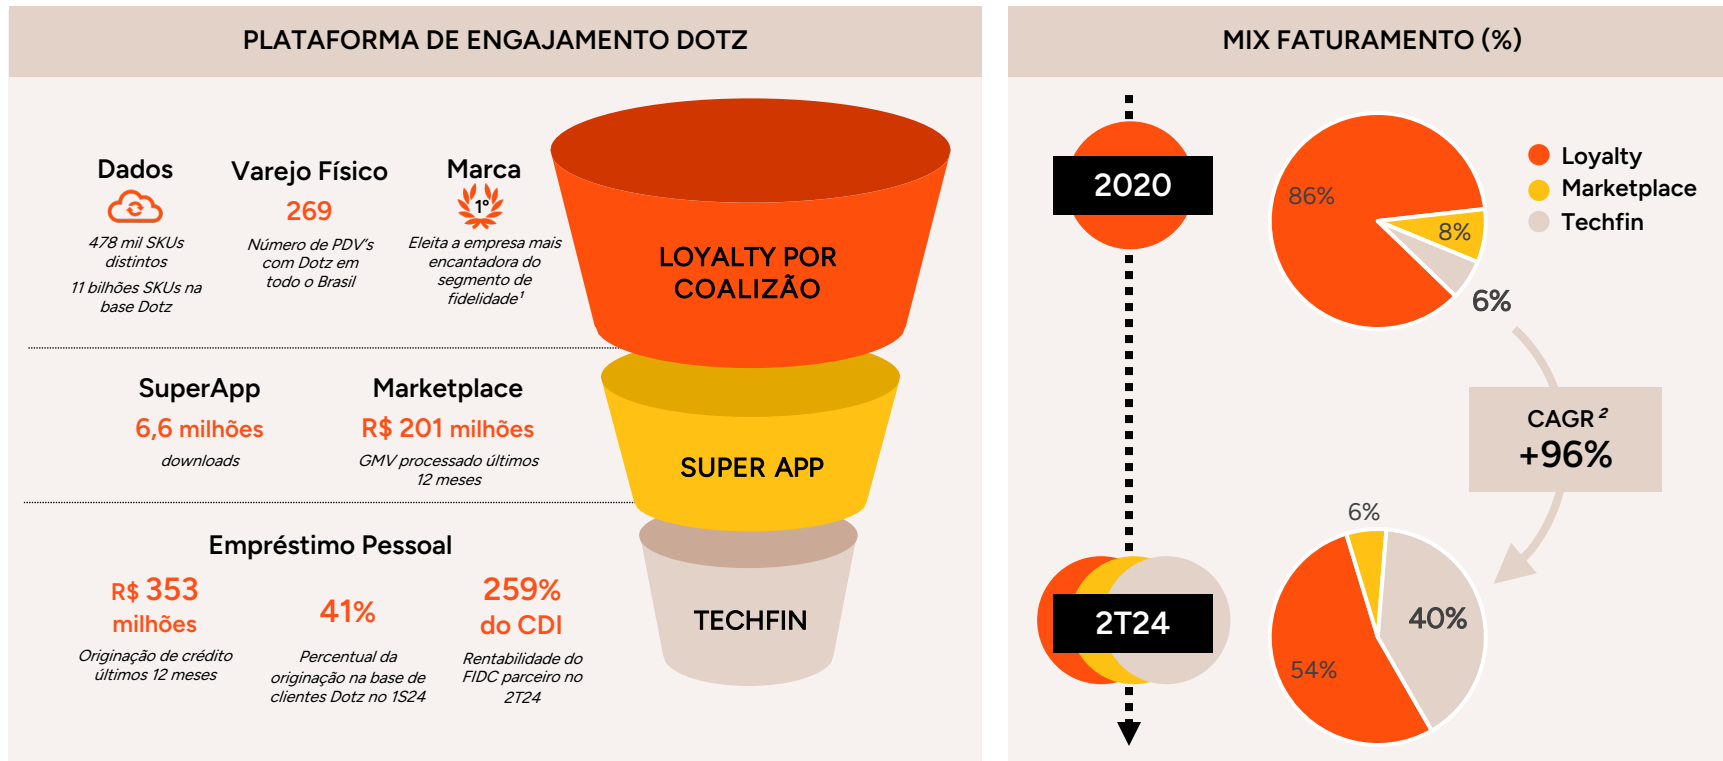 PLATAFORMA DE ENGAJAMENTO DOTZ
Dados
478 mil SKUs
distintos
11 bilhões SKUs na
base Dotz
Varejo Físico
269
Número de PDV's
com Dotz em
todo o Brasil
Marca
1º
Eleita a empresa mais
encantadora do
segmento de
fidelidade¹
LOYALTY POR
COALIZÃO
SuperApp
6,6 milhões
downloads
Marketplace
R$ 201 milhões
GMV processado últimos
12 meses
SUPER APP
Empréstimo Pessoal
R$ 353
milhões
Originação de crédito
últimos 12 meses
41%
Percentual da
originação na base de
clientes Dotz no 1S24
259%
do CDI
Rentabilidade do
FIDC parceiro no
2T24
TECHFIN
MIX FATURAMENTO (%)
2020
86%
8%
6%
Loyalty
Marketplace
Techfin
CAGR ²
+96%
2T24
6%
40%
54%